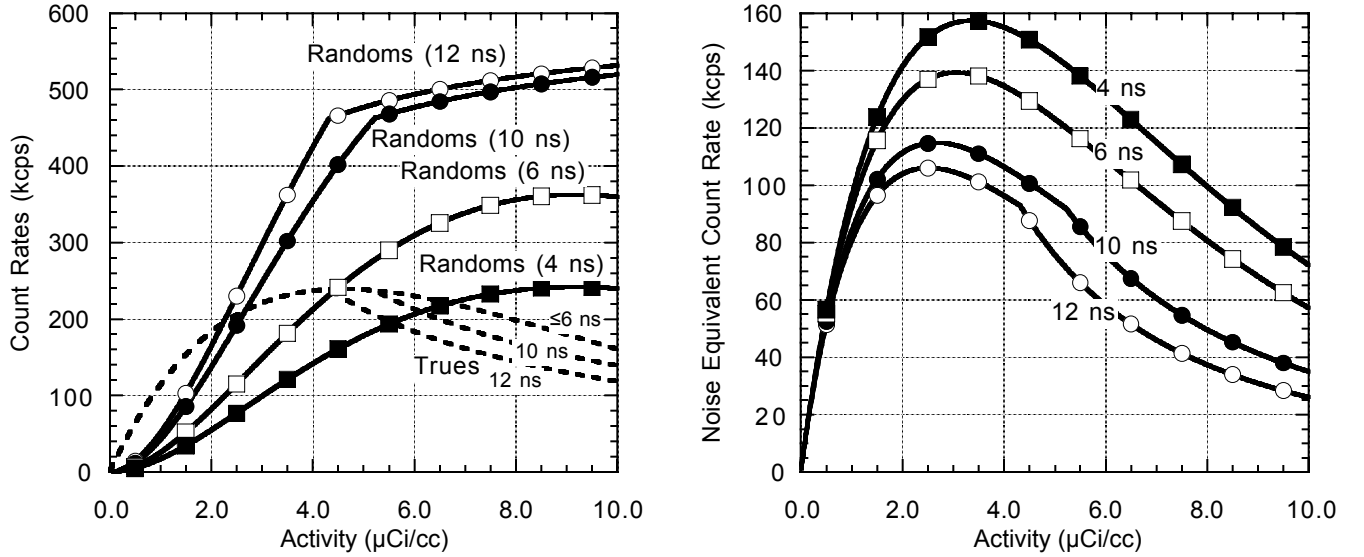 600
500
400
300
200
100
0
Count Rates (kcps)
Randoms (12 ns)
Randoms (10 ns)
Randoms (6 ns)
Randoms (4 ns)
≤6 ns
10 ns
12 ns
Trues
0.0 2.0 4.0 6.0 8.0 10.0
Activity (µCi/cc)
160
140
120
100
80
60
40
20
0
Noise Equivalent Count Rate (kcps)
4 ns
6 ns
10 ns
12 ns
0.0 2.0 4.0 6.0 8.0 10.0
Activity (µCi/cc)